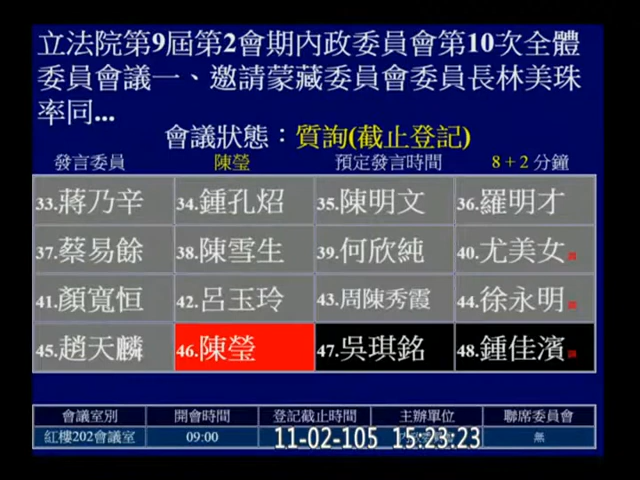 立法院第9屆第2會期內政委員會第10次全體
委員會議一、邀請蒙藏委員會委員長林美珠
率同...
會議狀態：質詢(截止登記)
發言委員 陳瑩 預定發言時間 8 + 2 分鐘
33.蔣乃辛 34.鍾孔炤 35.陳明文 36.羅明才
37.蔡易餘 38.陳雪生 39.何欣純 40.尤美女
41.顏寬恒 42.呂玉玲 43.周陳秀霞 44.徐永明
45.趙天麟 46.陳瑩 47.吳琪銘 48.鍾佳濱
會議室別 開會時間 登記截止時間 主辦單位 聯席委員會
紅樓202會議室 09:00 11-02-105 15:23:23 無